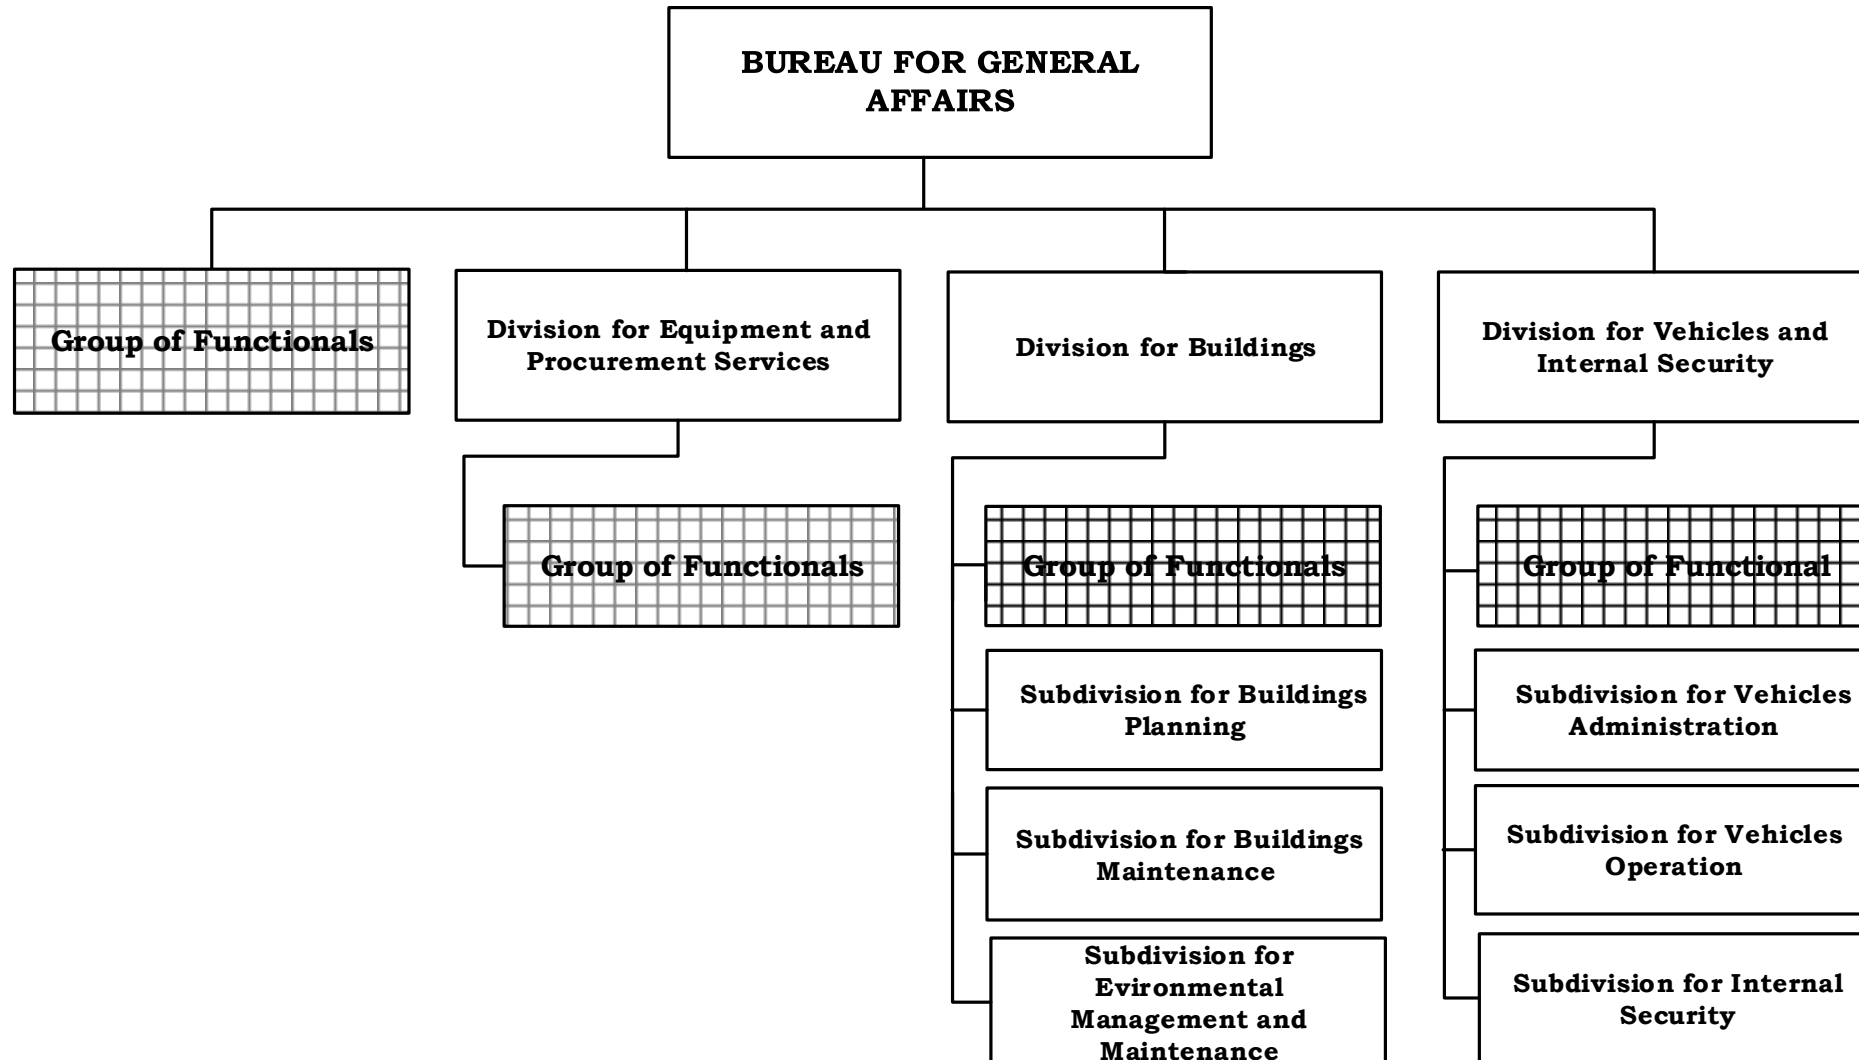 BUREAU FOR GENERAL
AFFAIRS
Group of Functionals
Division for Equipment and
Procurement Services
Division for Buildings
Division for Vehicles and
Internal Security
Group of Functionals
Group of Functionals
Group of Functional
Subdivision for Buildings
Planning
Subdivision for Vehicles
Administration
Subdivision for Buildings
Maintenance
Subdivision for Vehicles
Operation
Subdivision for
Evironmental
Management and
Maintenance
Subdivision for Internal
Security